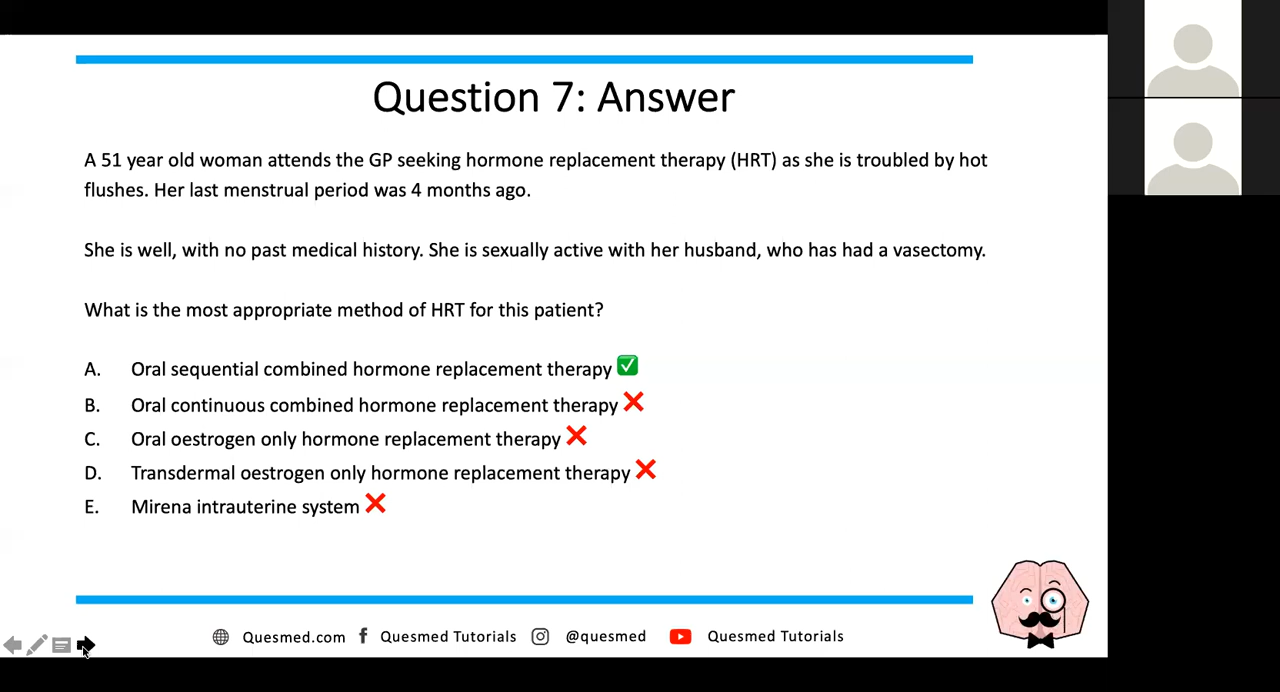 Question 7: Answer
A 51 year old woman attends the GP seeking hormone replacement therapy (HRT) as she is troubled by hot
flushes. Her last menstrual period was 4 months ago.
She is well, with no past medical history. She is sexually active with her husband, who has had a vasectomy.
What is the most appropriate method of HRT for this patient?
A. Oral sequential combined hormone replacement therapy ✅
B. Oral continuous combined hormone replacement therapy ❌
C. Oral oestrogen only hormone replacement therapy ❌
D. Transdermal oestrogen only hormone replacement therapy ❌
E. Mirena intrauterine system ❌
Quesmed.com Quesmed Tutorials @quesmed Quesmed Tutorials